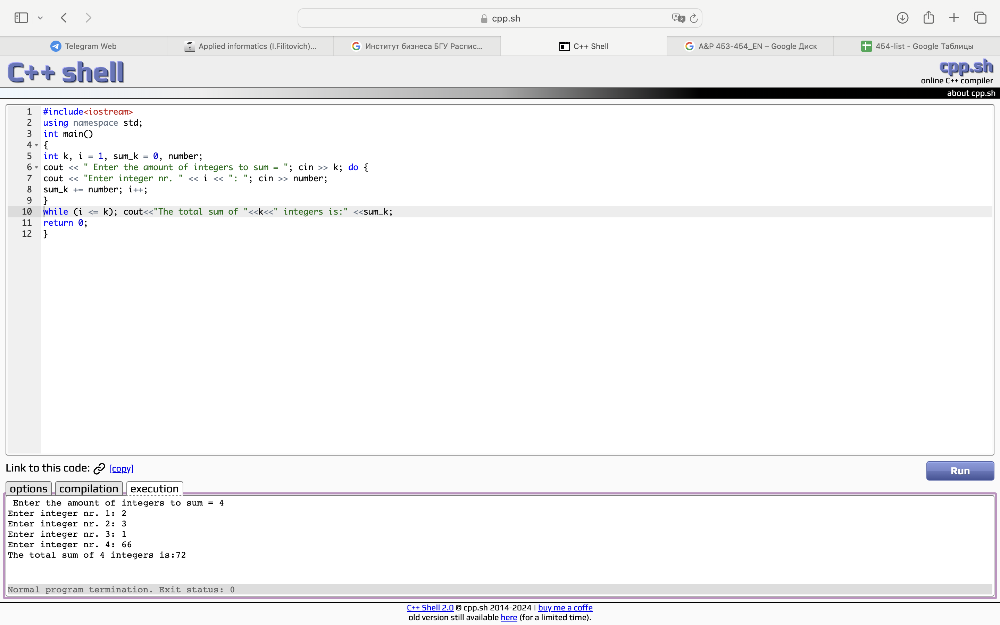 cpp.sh
Telegram Web
Applied informatics (I.Filitovich)...
Институт бизнеса БГУ Распис...
C++ Shell
A&P 453-454_EN – Google Диск
454-list - Google Таблицы
C++ shell
cpp.sh
online C++ compiler
about cpp.sh
1 #include<iostream>
2 using namespace std;
3 int main()
4 {
5 int k, i = 1, sum_k = 0, number;
6 cout << " Enter the amount of integers to sum = "; cin >> k; do {
7 cout << "Enter integer nr. " << i << ": "; cin >> number;
8 sum_k += number; i++;
9 }
10 while (i <= k); cout<<"The total sum of "<<k<<" integers is:" <<sum_k;
11 return 0;
12 }
Link to this code: [copy]
Run
options compilation execution
Enter the amount of integers to sum = 4
Enter integer nr. 1: 2
Enter integer nr. 2: 3
Enter integer nr. 3: 1
Enter integer nr. 4: 66
The total sum of 4 integers is:72
Normal program termination. Exit status: 0
C++ Shell 2.0 © cpp.sh 2014-2024 | buy me a coffe
old version still available here (for a limited time).